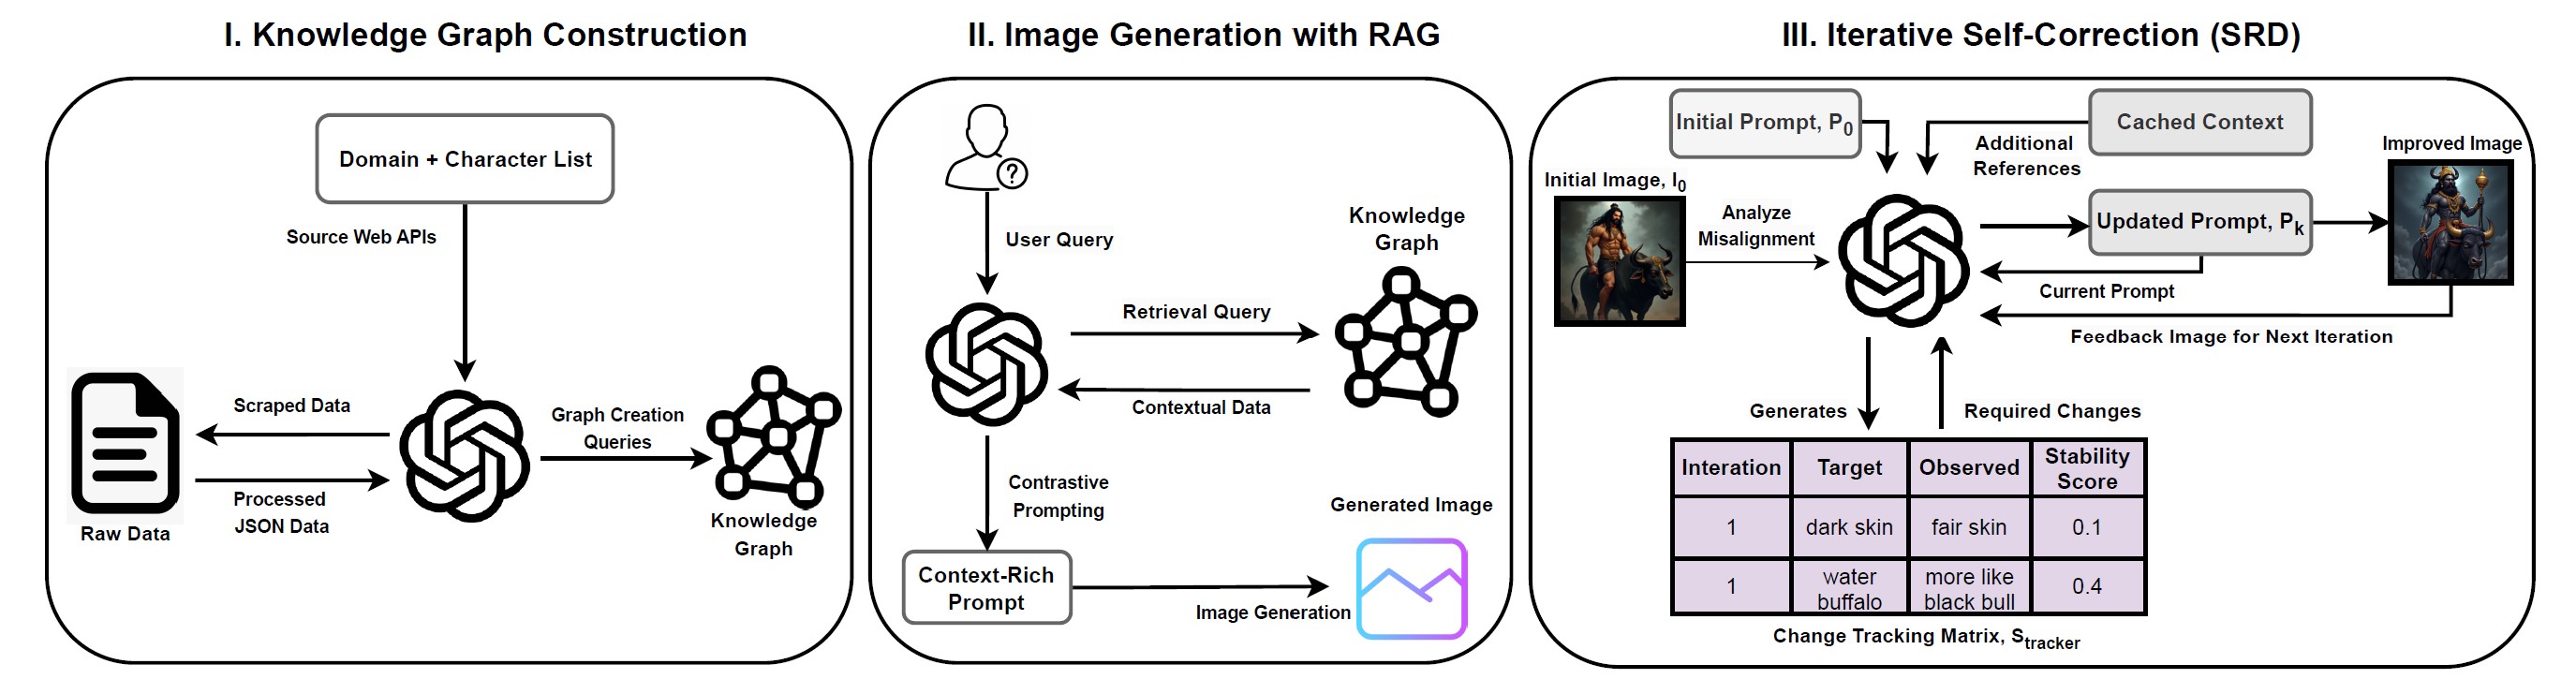 I. Knowledge Graph Construction
Domain + Character List
Source Web APIs
Scraped Data
Processed
JSON Data
Raw Data
Graph Creation
Queries
Knowledge
Graph
II. Image Generation with RAG
?
User Query
Knowledge
Graph
Retrieval Query
Contextual Data
Contrastive
Prompting
Context-Rich
Prompt
Image Generation
Generated Image
III. Iterative Self-Correction (SRD)
Initial Prompt, P0
Cached Context
Additional
References
Initial Image, I0
Analyze
Misalignment
Updated Prompt, Pk
Improved Image
Current Prompt
Feedback Image for Next Iteration
Generates
Required Changes
Interation Target Observed Stability Score
1 dark skin fair skin 0.1
1 water buffalo more like black bull 0.4
Change Tracking Matrix, Stracker